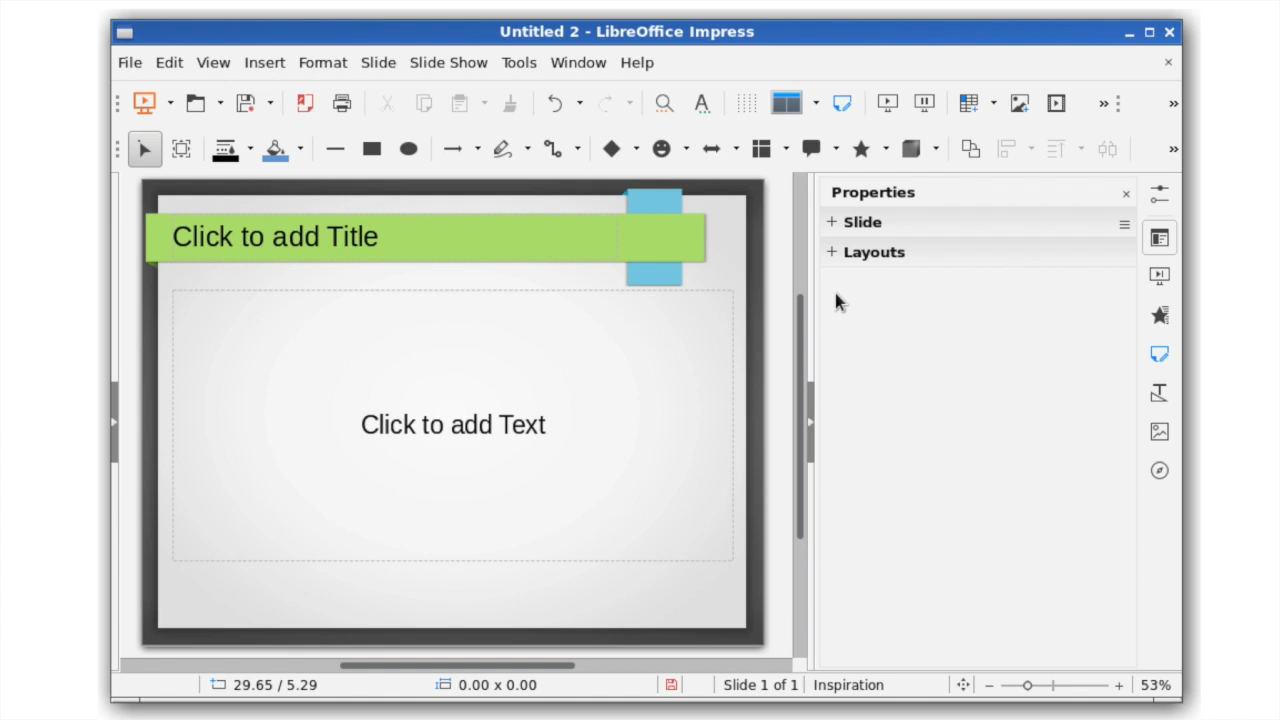 Untitled 2 - LibreOffice Impress
File Edit View Insert Format Slide Slide Show Tools Window Help
Click to add Title
Click to add Text
Properties
Slide
Layouts
29.65 / 5.29 0.00 x 0.00 Slide 1 of 1 Inspiration 53%